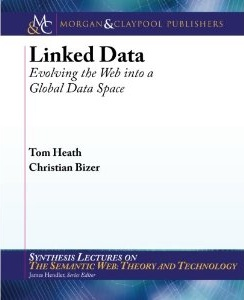 M&C
MORGAN & CLAYPOOL PUBLISHERS
Linked Data
Evolving the Web into a
Global Data Space
Tom Heath
Christian Bizer
SYNTHESIS LECTURES ON
THE SEMANTIC WEB: THEORY AND TECHNOLOGY
James Hendler, Series Editor